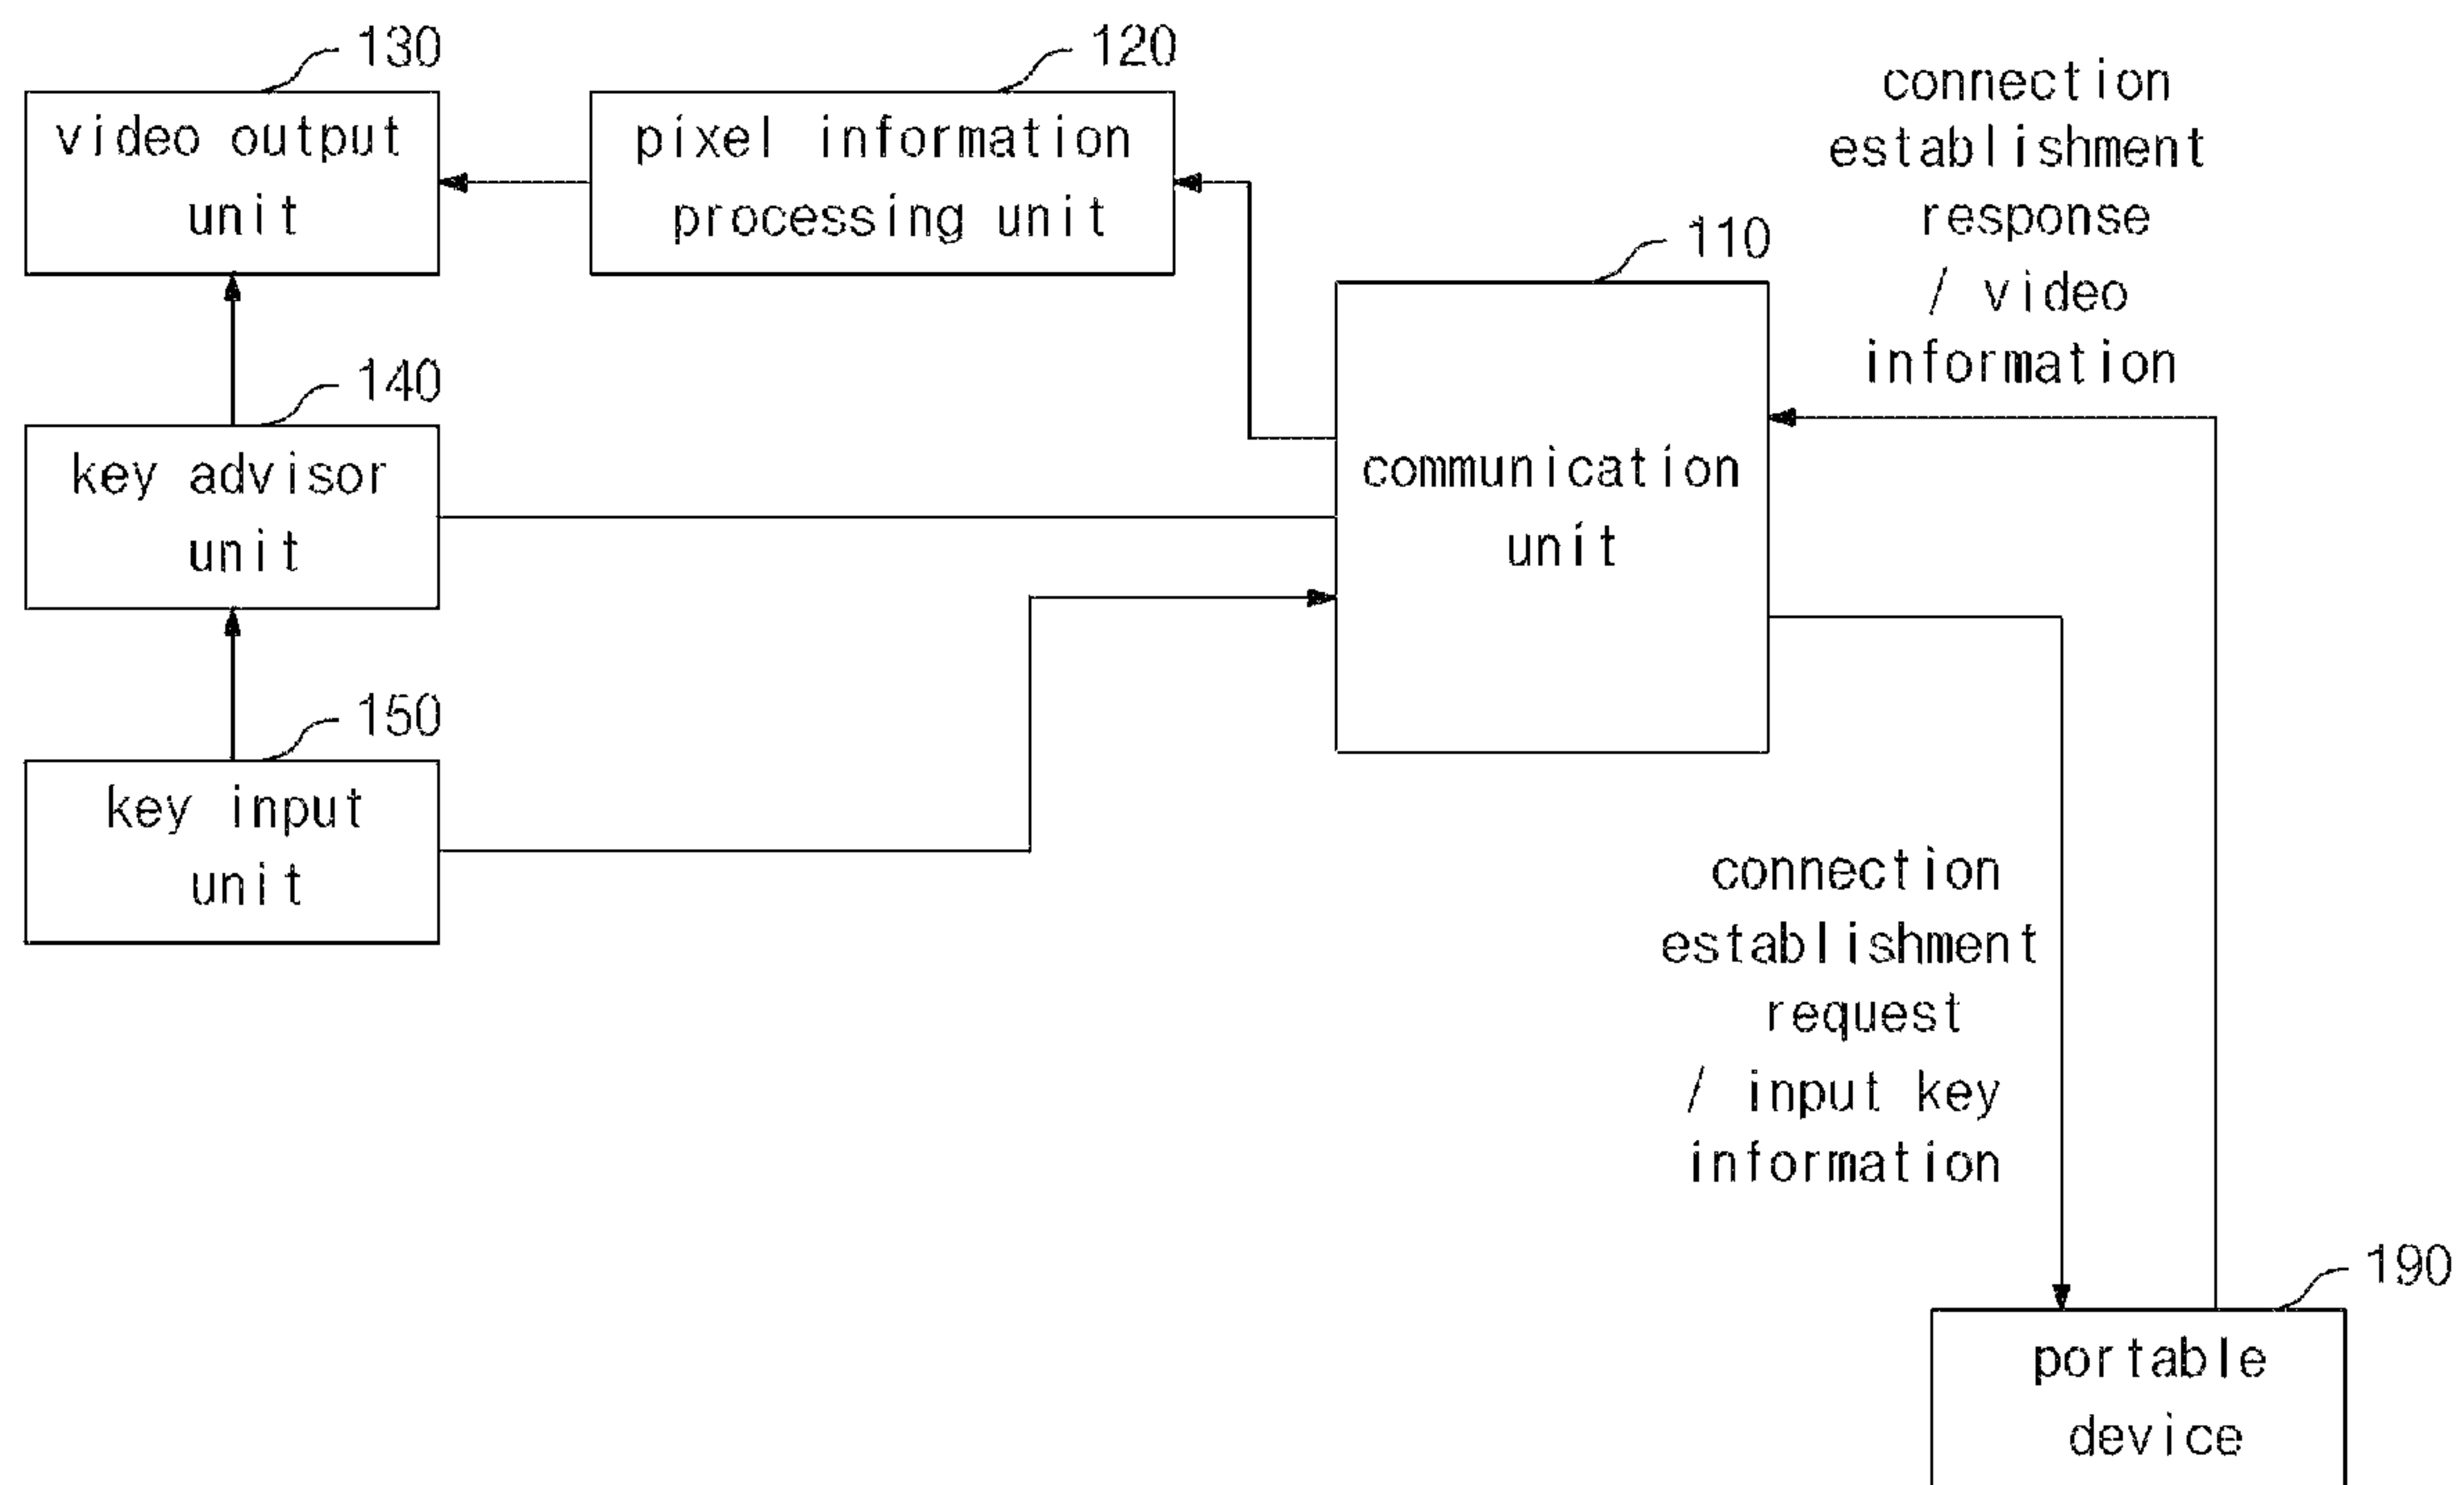 130
video output
unit
120
pixel information
processing unit
connection
establishment
response
/ video
information
110
communication
unit
140
key advisor
unit
150
key input
unit
connection
establishment
request
/ input key
information
190
portable
device